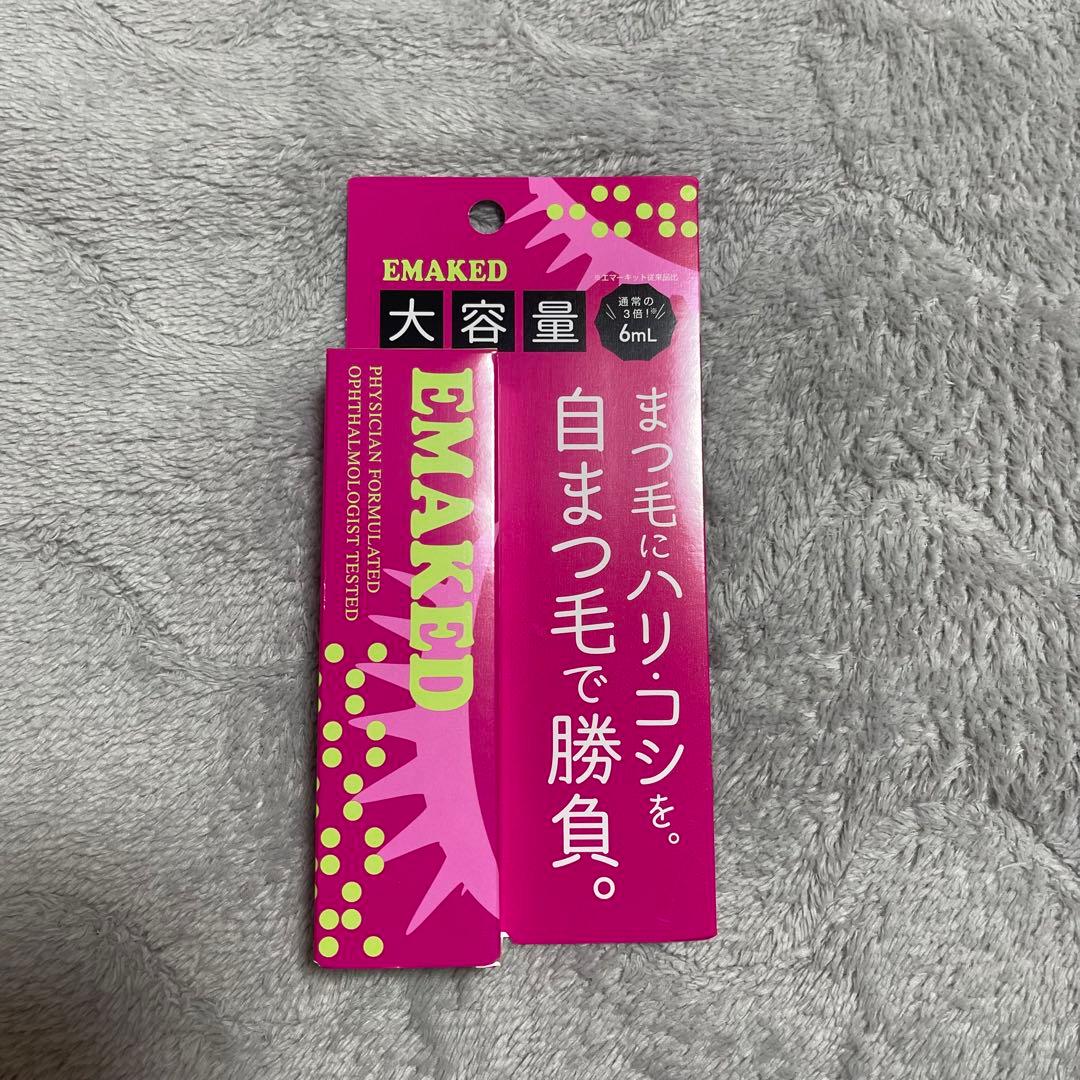 EMAKED
※エマーキット従来品比
大容量
通常の
3倍!※
6mL
まつ毛にハリ・コシを。
自まつ毛で勝負。
EMAKED
PHYSICIAN FORMULATED
OPHTHALMOLOGIST TESTED